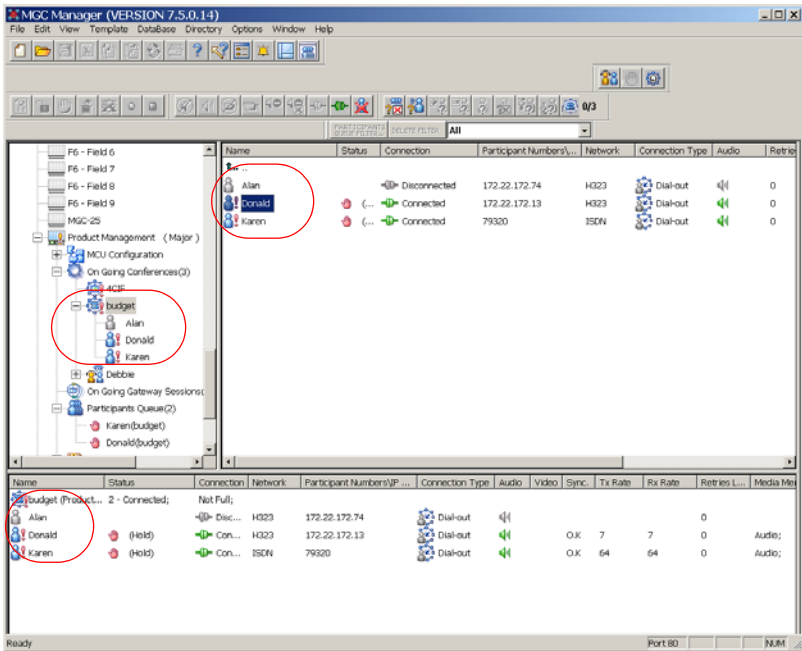 MGC Manager (VERSION 7.5.0.14)
File Edit View Template DataBase Directory Options Window Help
0/3
PARTICIPANTS QUEUE FILTER... DELETE FILTER All
F6 - Field 6
F6 - Field 7
F6 - Field 8
F6 - Field 9
MGC-25
Product Management (Major)
MCU Configuration
On Going Conferences(3)
4CIF
budget
Alan
Donald
Karen
Debbie
On Going Gateway Sessions(
Participants Queue(2)
Karen(budget)
Donald(budget)
Name Status Connection Participant Numbers\,... Network Connection Type Audio Retrie
..
Alan Disconnected 172.22.172.74 H323 Dial-out 0
Donald (... Connected 172.22.172.13 H323 Dial-out 0
Karen (... Connected 79320 ISDN Dial-out 0
Name Status Connection Network Participant Numbers\IP ... Connection Type Audio Video Sync. Tx Rate Rx Rate Retries L... Media Mer
budget (Product... 2 - Connected; Not Full;
Alan Disc... H323 172.22.172.74 Dial-out 0
Donald (Hold) Con... H323 172.22.172.13 Dial-out O.K 7 7 0 Audio;
Karen (Hold) Con... ISDN 79320 Dial-out O.K 64 64 0 Audio;
Ready Port 80 NUM